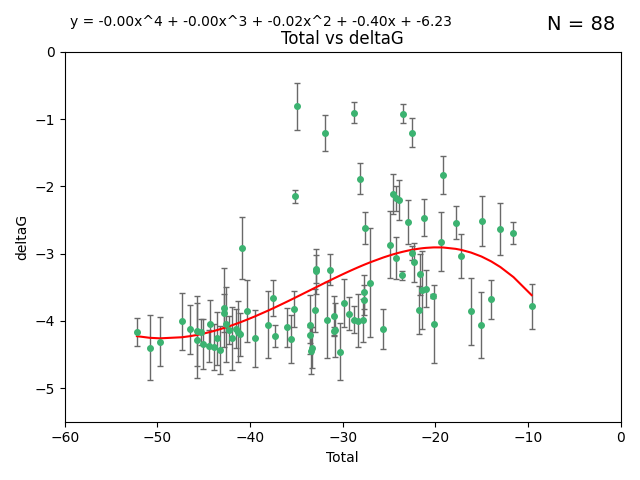 y = -0.00x^4 + -0.00x^3 + -0.02x^2 + -0.40x + -6.23
N = 88
Total vs deltaG
0
−1
−2
−3
−4
−5
deltaG
−60 −50 −40 −30 −20 −10 0
Total